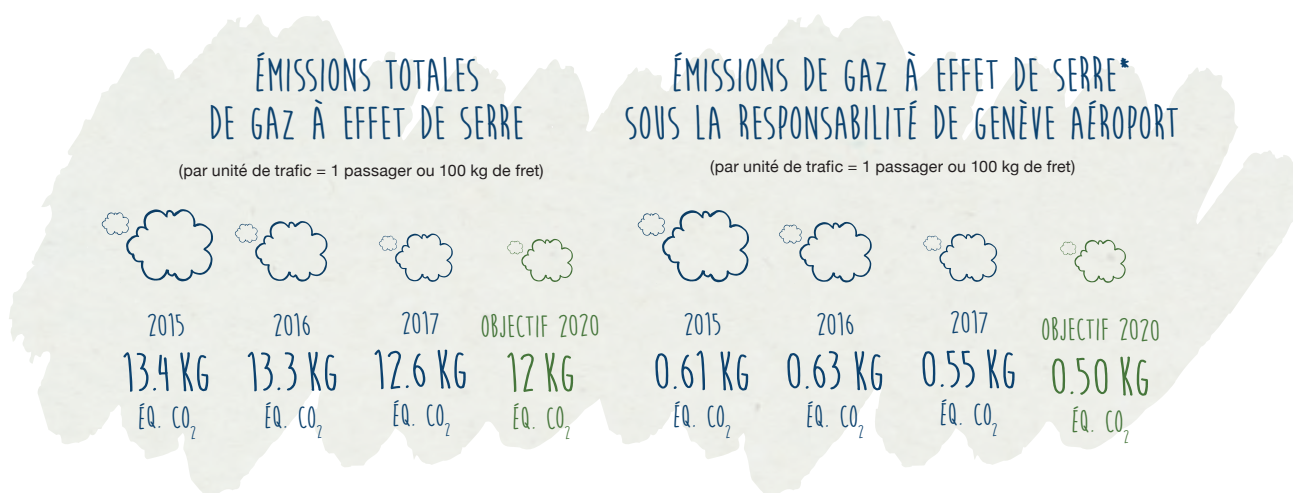 ÉMISSIONS TOTALES
DE GAZ À EFFET DE SERRE
(par unité de trafic = 1 passager ou 100 kg de fret)
2015
13.4 KG
ÉQ. CO₂
2016
13.3 KG
ÉQ. CO₂
2017
12.6 KG
ÉQ. CO₂
OBJECTIF 2020
12 KG
ÉQ. CO₂
ÉMISSIONS DE GAZ À EFFET DE SERRE*
SOUS LA RESPONSABILITÉ DE GENÈVE AÉROPORT
(par unité de trafic = 1 passager ou 100 kg de fret)
2015
0.61 KG
ÉQ. CO₂
2016
0.63 KG
ÉQ. CO₂
2017
0.55 KG
ÉQ. CO₂
OBJECTIF 2020
0.50 KG
ÉQ. CO₂